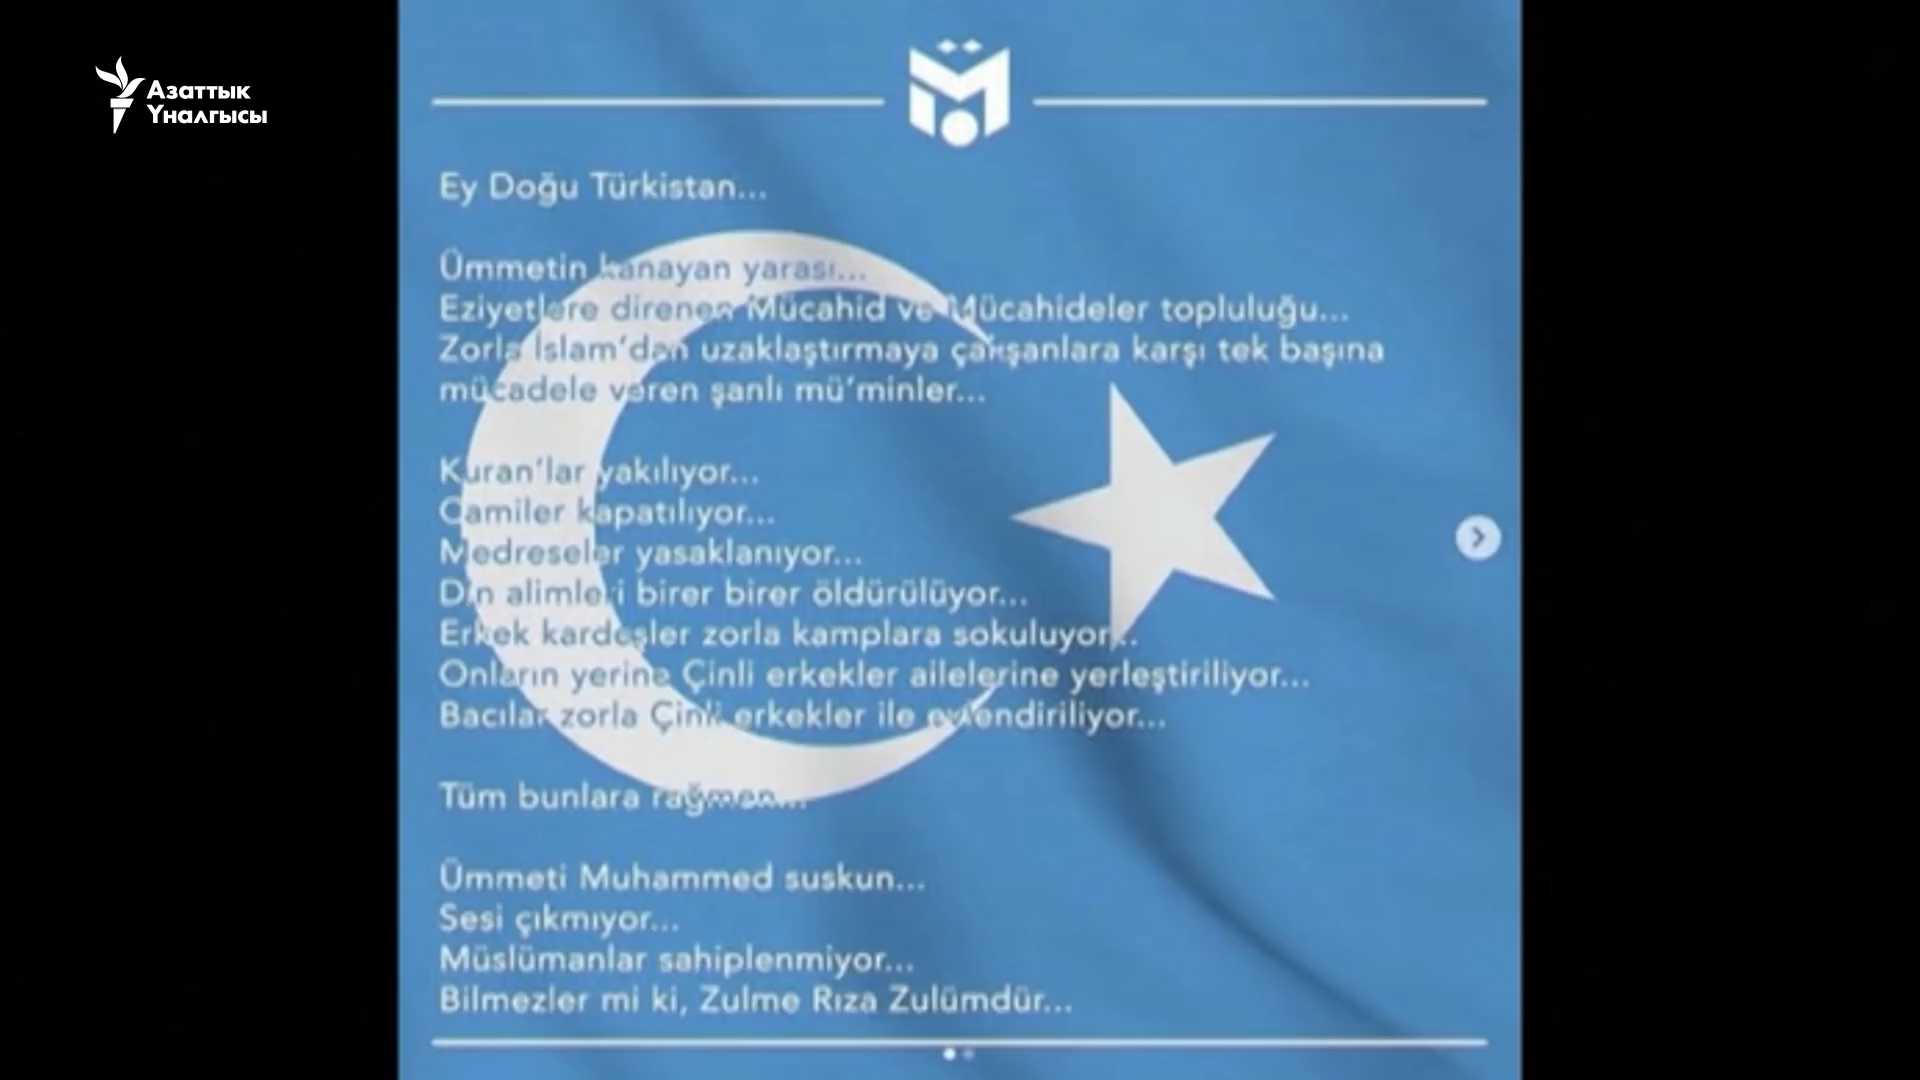 Азаттык
Үналгысы
Ey Doğu Türkistan...
Ümmetin kanayan yarası...
Eziyetlere direnen Mücahid ve Mücahideler topluluğu...
Zorla İslam'dan uzaklaştırmaya çalışanlara karşı tek başına
mücadele veren şanlı mü'minler...
Kuran'lar yakılıyor...
Camiler kapatılıyor...
Medreseler yasaklanıyor...
Din alimleri birer birer öldürülüyor...
Erkek kardeşler zorla kamplara sokuluyor...
Onların yerine Çinli erkekler ailelerine yerleştiriliyor...
Bacılar zorla Çinli erkekler ile evlendiriliyor...
Tüm bunlara rağmen...
Ümmeti Muhammed suskun...
Sesi çıkmıyor...
Müslümanlar sahiplenmiyor...
Bilmezler mi ki, Zulme Rıza Zulümdür...